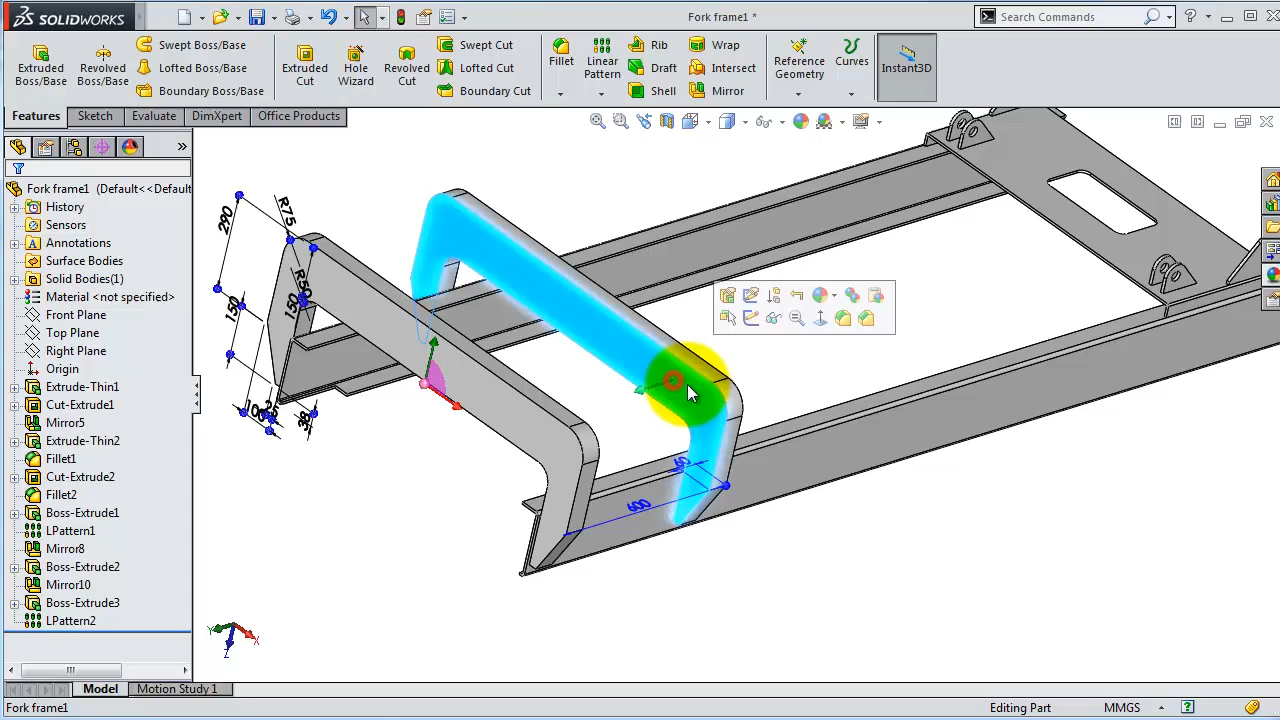 SOLIDWORKS
Fork frame1 *
Search Commands
Extruded Boss/Base
Revolved Boss/Base
Swept Boss/Base
Lofted Boss/Base
Boundary Boss/Base
Extruded Cut
Hole Wizard
Revolved Cut
Swept Cut
Lofted Cut
Boundary Cut
Fillet
Linear Pattern
Rib
Draft
Shell
Wrap
Intersect
Mirror
Reference Geometry
Curves
Instant3D
Features
Sketch
Evaluate
DimXpert
Office Products
Fork frame1 (Default<<Default
History
Sensors
Annotations
Surface Bodies
Solid Bodies(1)
Material <not specified>
Front Plane
Top Plane
Right Plane
Origin
Extrude-Thin1
Cut-Extrude1
Mirror5
Extrude-Thin2
Fillet1
Cut-Extrude2
Fillet2
Boss-Extrude1
LPattern1
Mirror8
Boss-Extrude2
Mirror10
Boss-Extrude3
LPattern2
290
R75
R50
150
150
38
600
Y
X
Z
Model
Motion Study 1
Fork frame1
Editing Part
MMGS